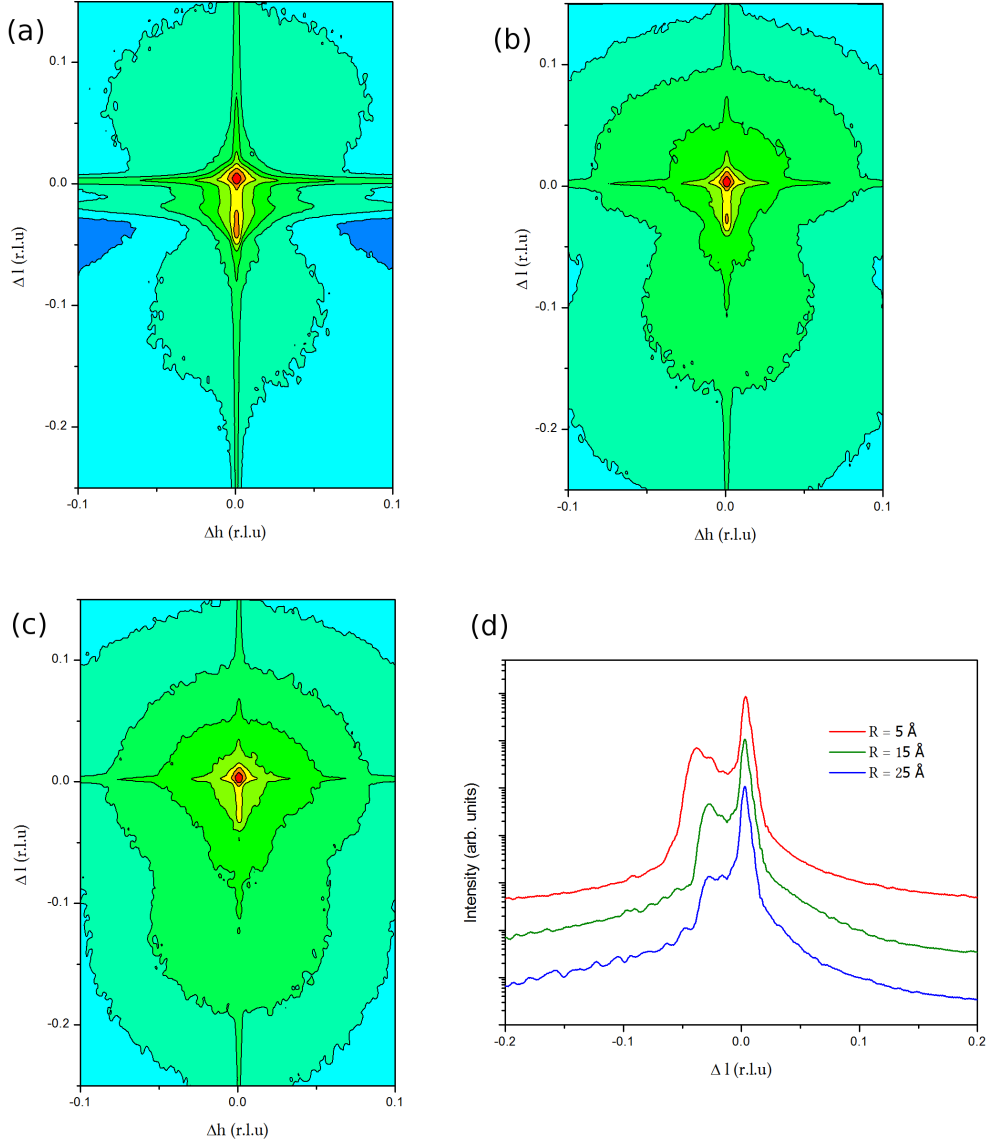 (a)
0.1
0.0
-0.1
-0.2
Δ l (r.l.u)
-0.1
0.0
0.1
Δh (r.l.u)
(b)
0.1
0.0
-0.1
-0.2
Δ l (r.l.u)
-0.1
0.0
0.1
Δh (r.l.u)
(c)
0.1
0.0
-0.1
-0.2
Δ l (r.l.u)
-0.1
0.0
0.1
Δh (r.l.u)
(d)
Intensity (arb. units)
R = 5 Å
R = 15 Å
R = 25 Å
-0.2
-0.1
0.0
0.1
0.2
Δ l (r.l.u)